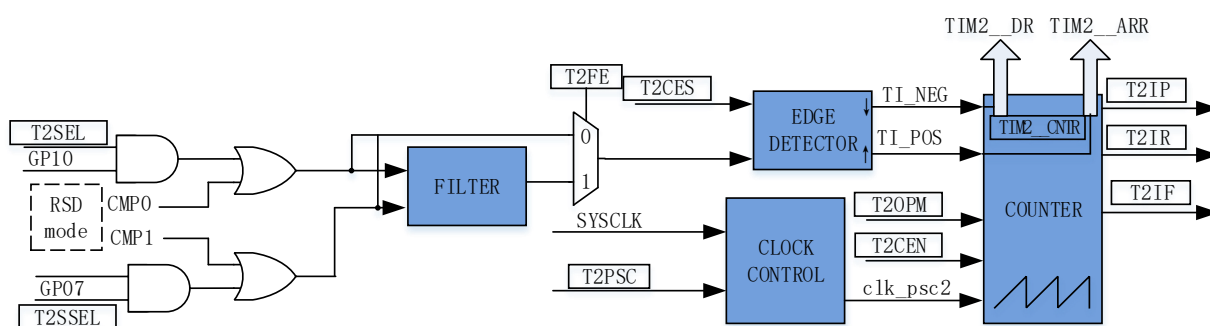 TIM2__DR TIM2__ARR
T2FE
T2CES
TI_NEG
T2IP
T2SEL
EDGE
DETECTOR
↓
↑
TIM2__CNTR
0
TI_POS
T2IR
GP10
FILTER
1
RSD
mode
CMP0
SYSCLK
T2OPM
COUNTER
T2IF
CMP1
CLOCK
CONTROL
T2CEN
T2PSC
clk_psc2
GP07
T2SSEL